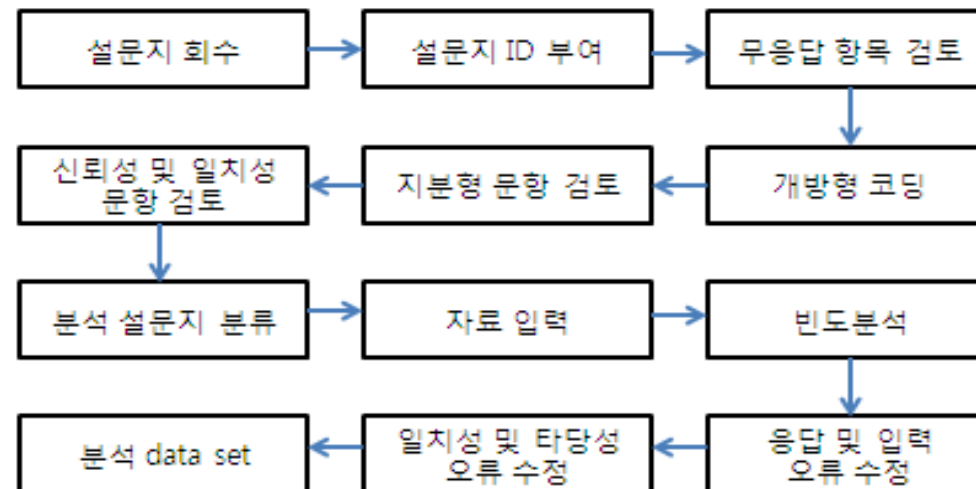 설문지 회수
설문지 ID 부여
무응답 항목 검토
신뢰성 및 일치성
문항 검토
지분형 문항 검토
개방형 코딩
분석 설문지 분류
자료 입력
빈도분석
분석 data set
일치성 및 타당성
오류 수정
응답 및 입력
오류 수정